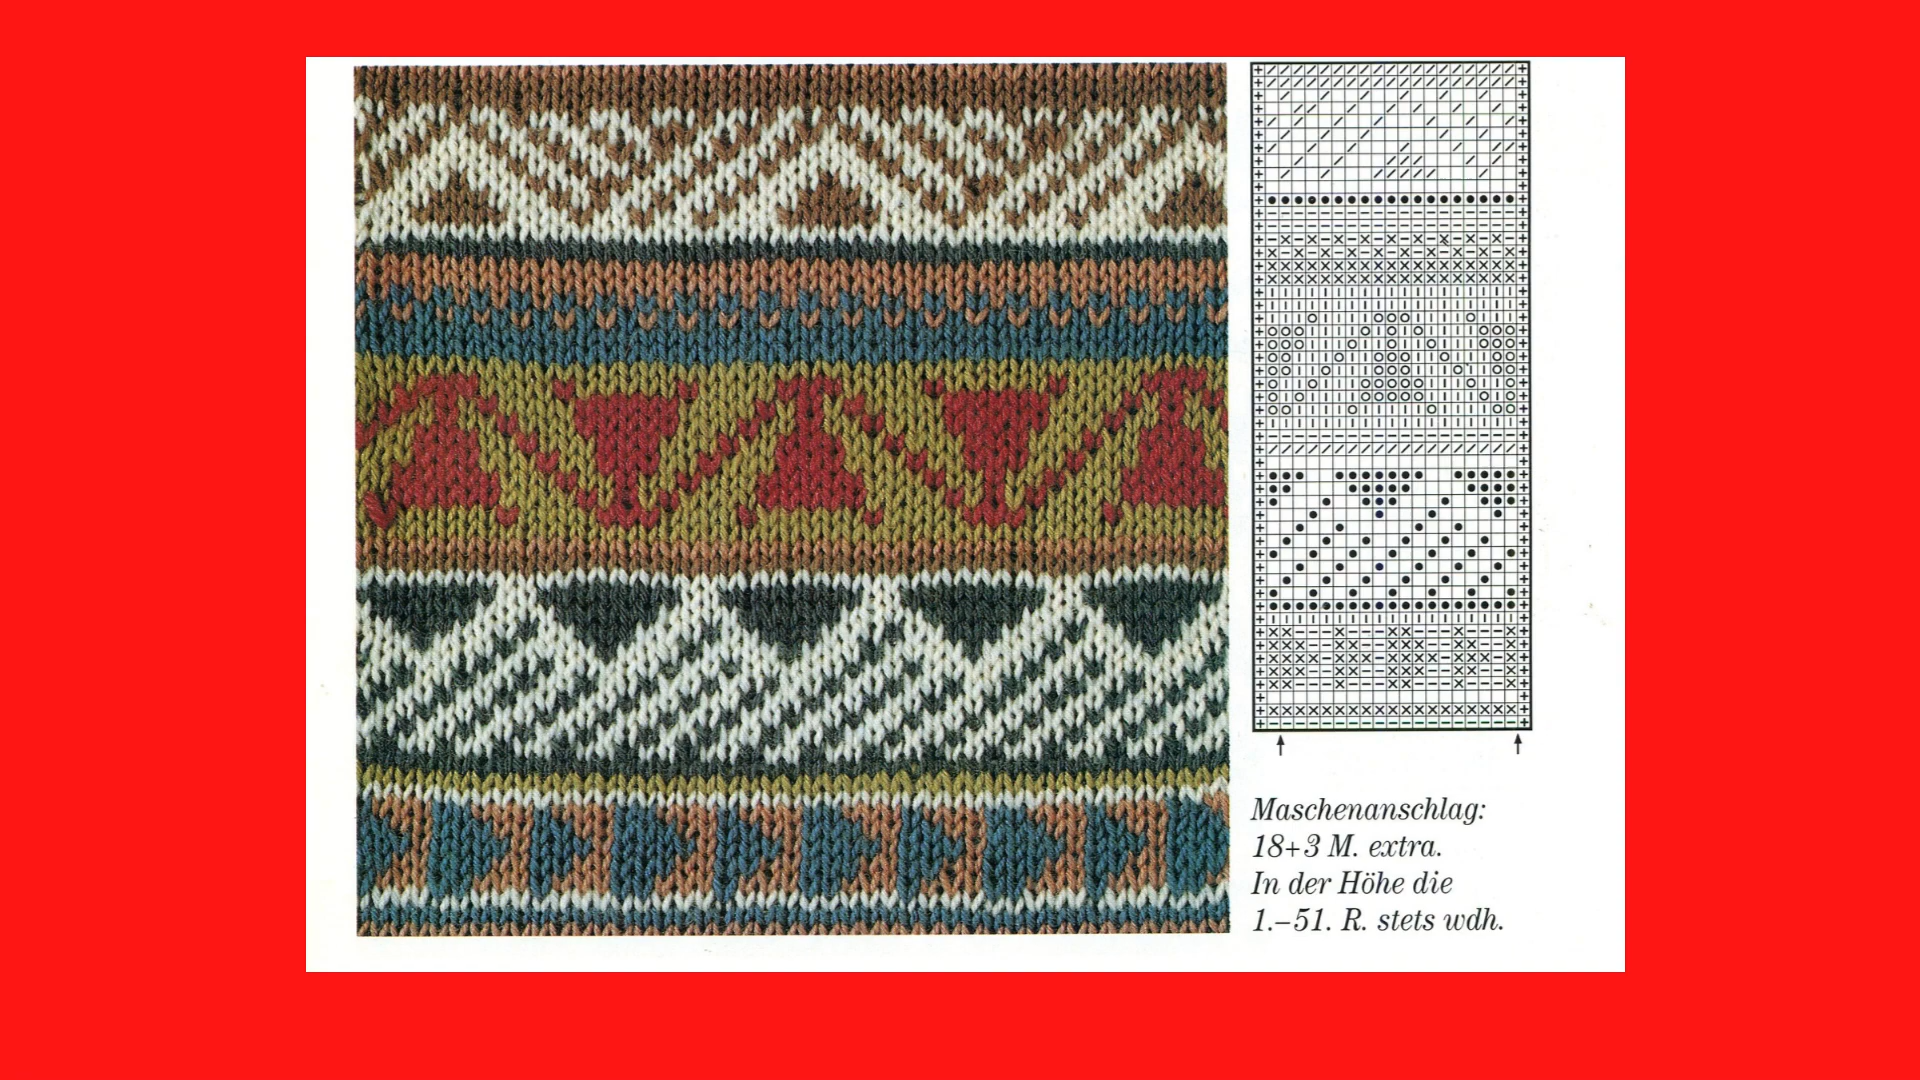 Maschenanschlag:
18+3 M. extra.
In der Höhe die
1.–51. R. stets wdh.